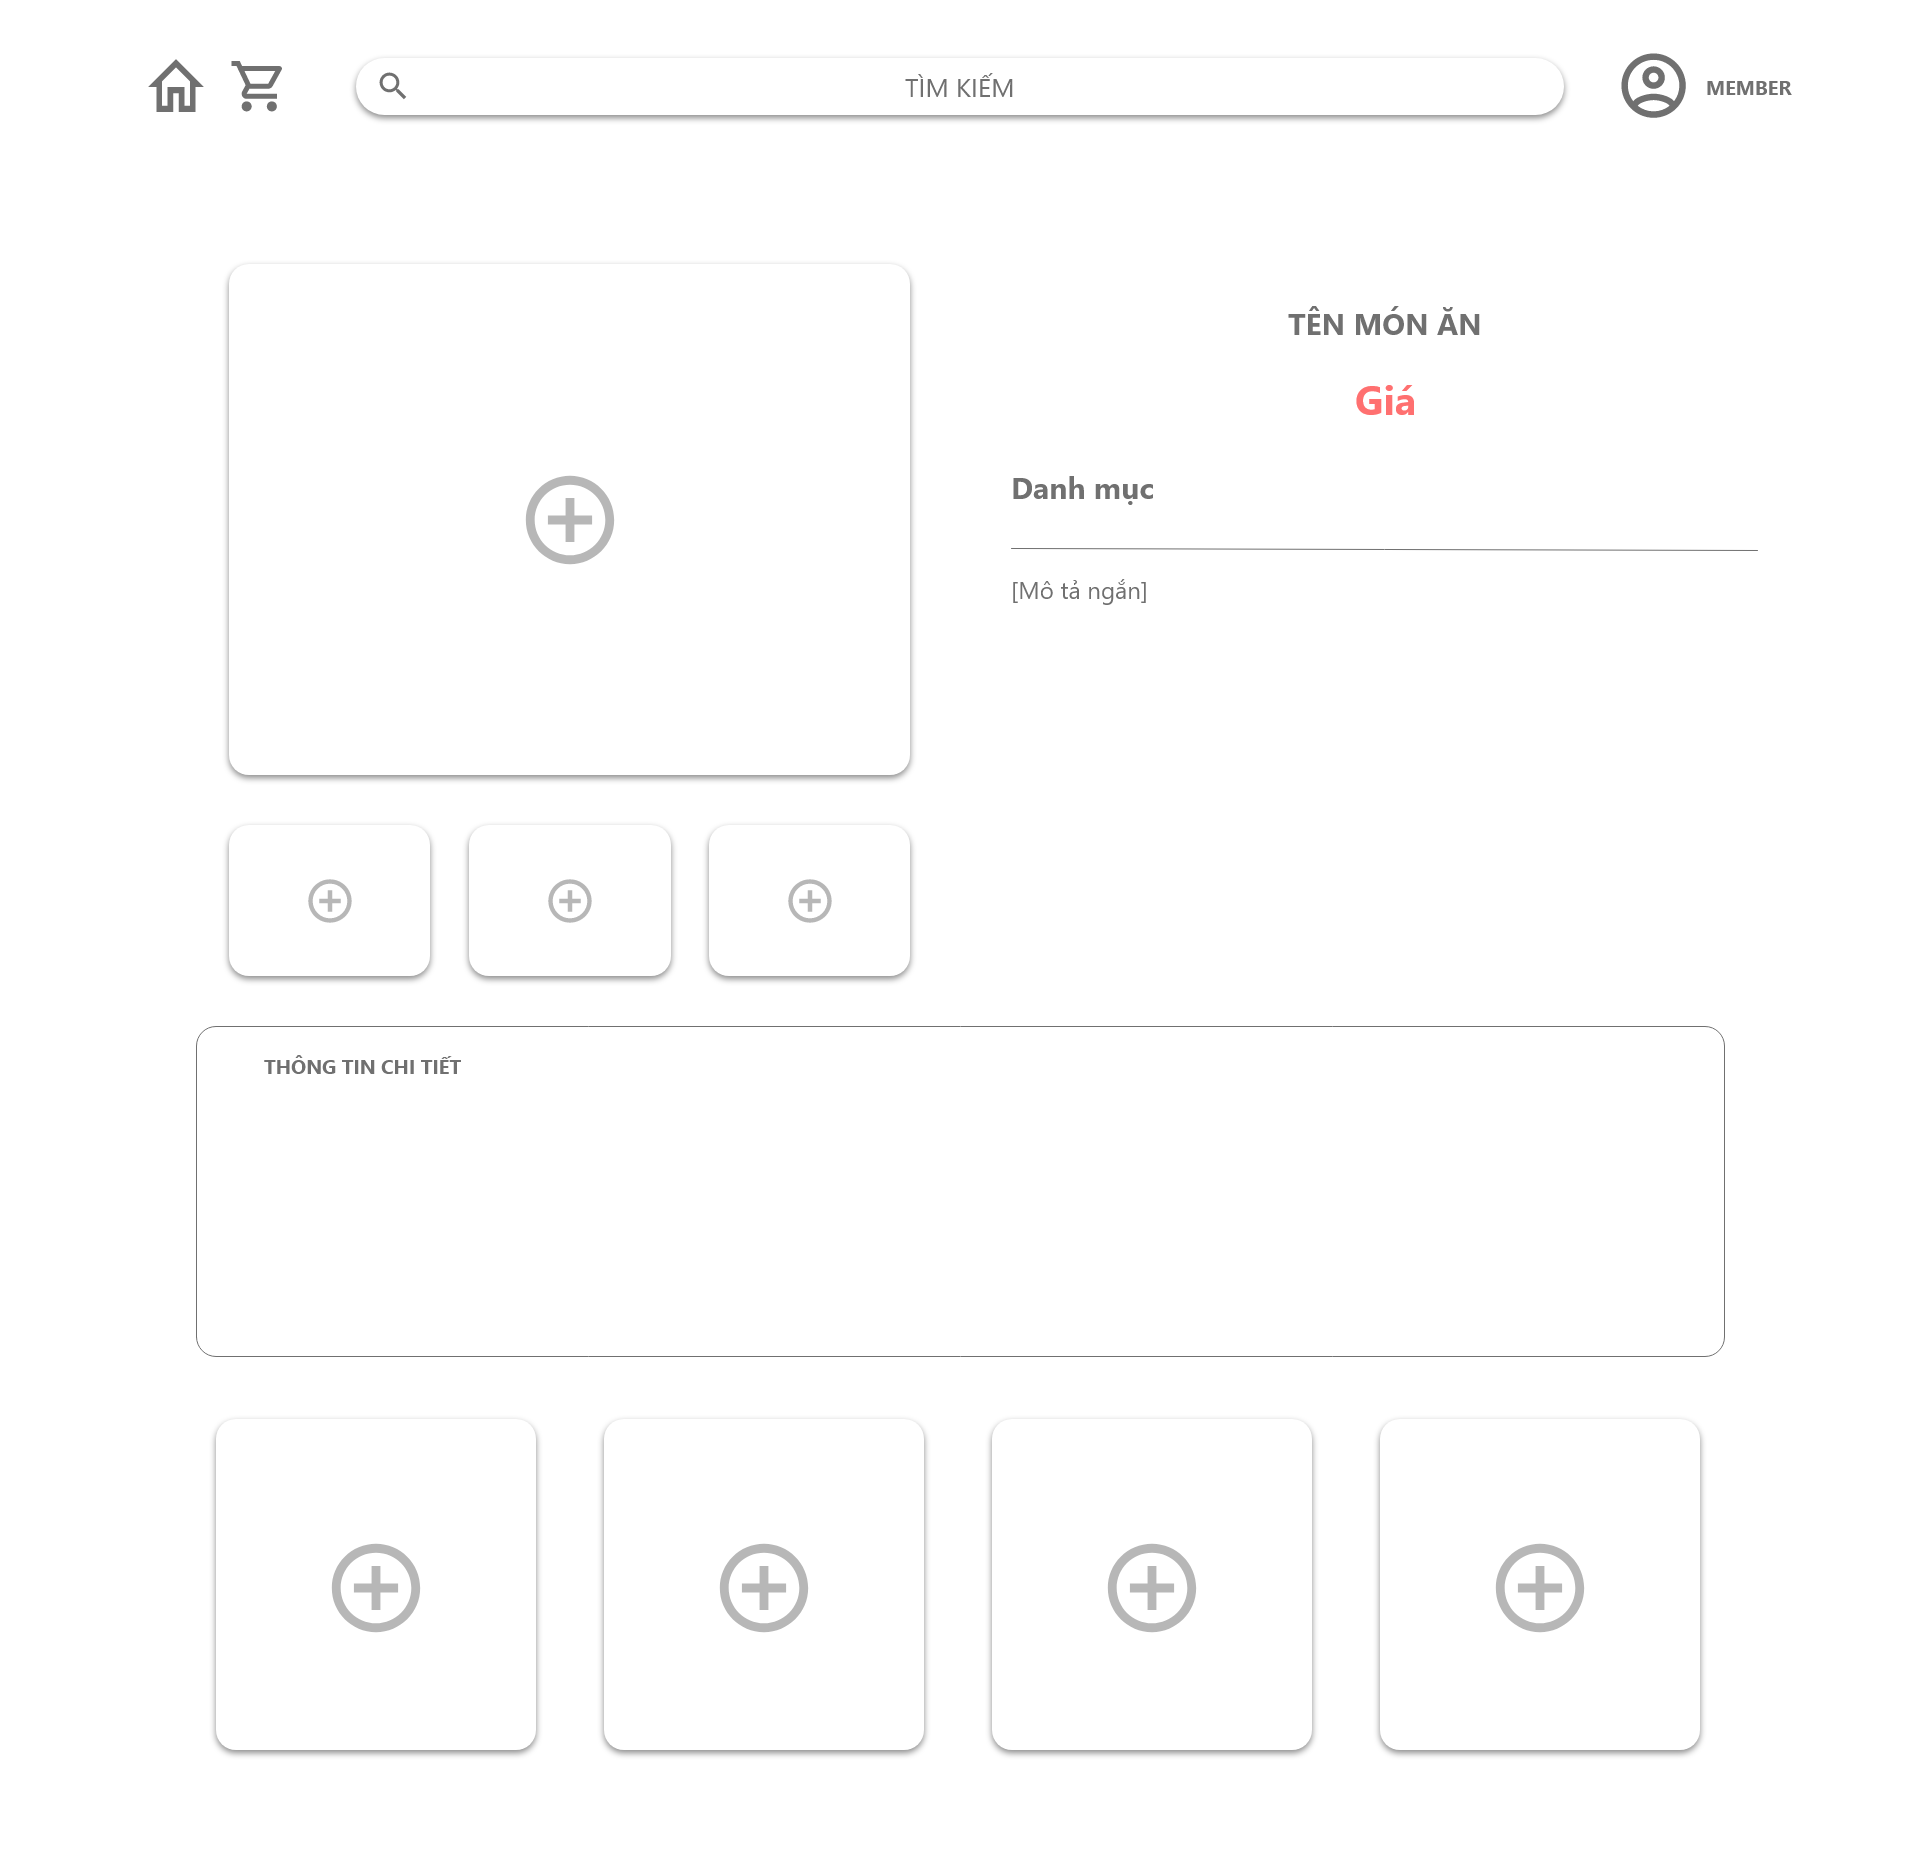 TÌM KIẾM
MEMBER
TÊN MÓN ĂN
Giá
Danh mục
[Mô tả ngắn]
THÔNG TIN CHI TIẾT